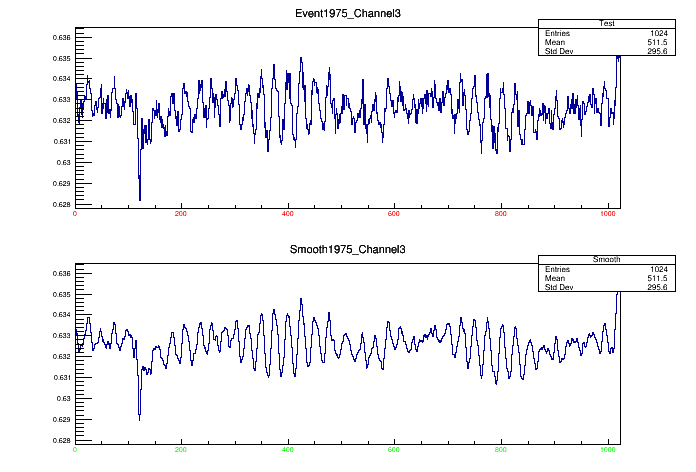 Event1975_Channel3
Test
Entries 1024
Mean 511.5
Std Dev 295.6
0.636
0.635
0.634
0.633
0.632
0.631
0.63
0.629
0.628
0 200 400 600 800 1000
Smooth1975_Channel3
Smooth
Entries 1024
Mean 511.5
Std Dev 295.6
0.636
0.635
0.634
0.633
0.632
0.631
0.63
0.629
0.628
0 200 400 600 800 1000